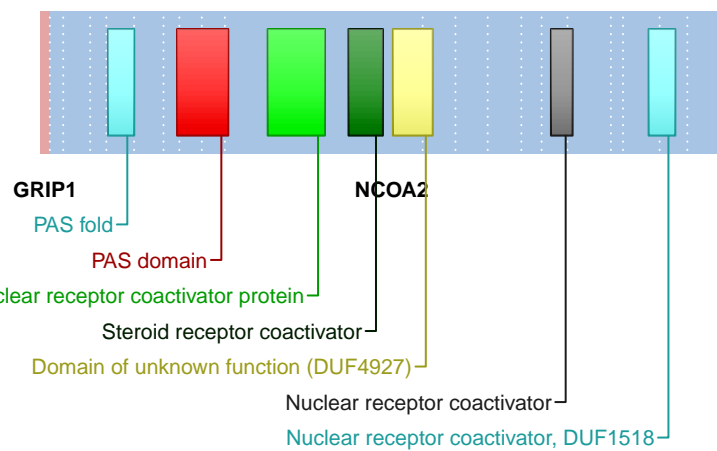 GRIP1 NCOA2
PAS fold
PAS domain
clear receptor coactivator protein
Steroid receptor coactivator
Domain of unknown function (DUF4927)
Nuclear receptor coactivator
Nuclear receptor coactivator, DUF1518